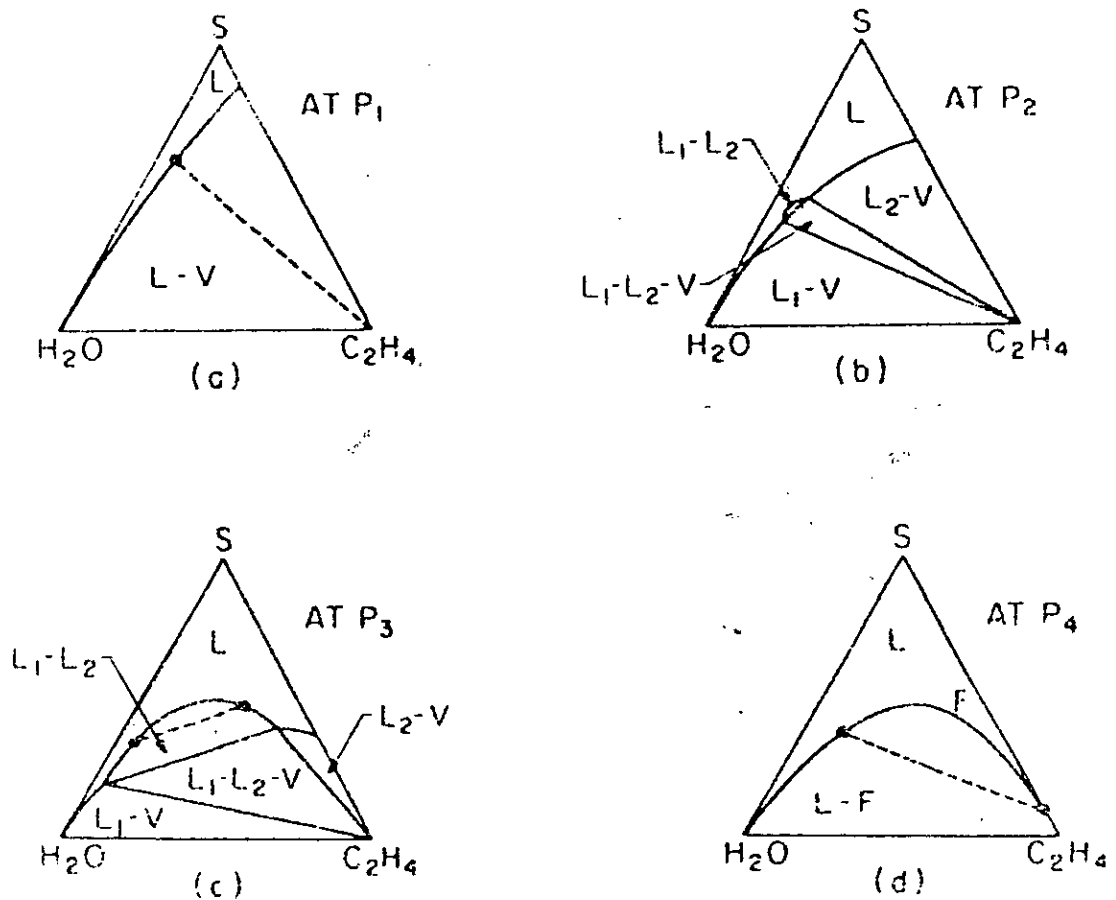 S
L
AT P₁
L-V
H₂O
C₂H₄
(a)
S
L
AT P₂
L₁-L₂
L₂-V
L₁-L₂-V
L₁-V
H₂O
C₂H₄
(b)
S
AT P₃
L
L₁-L₂
L₂-V
L₁-L₂-V
L₁-V
H₂O
C₂H₄
(c)
S
AT P₄
L
F
L-F
H₂O
C₂H₄
(d)